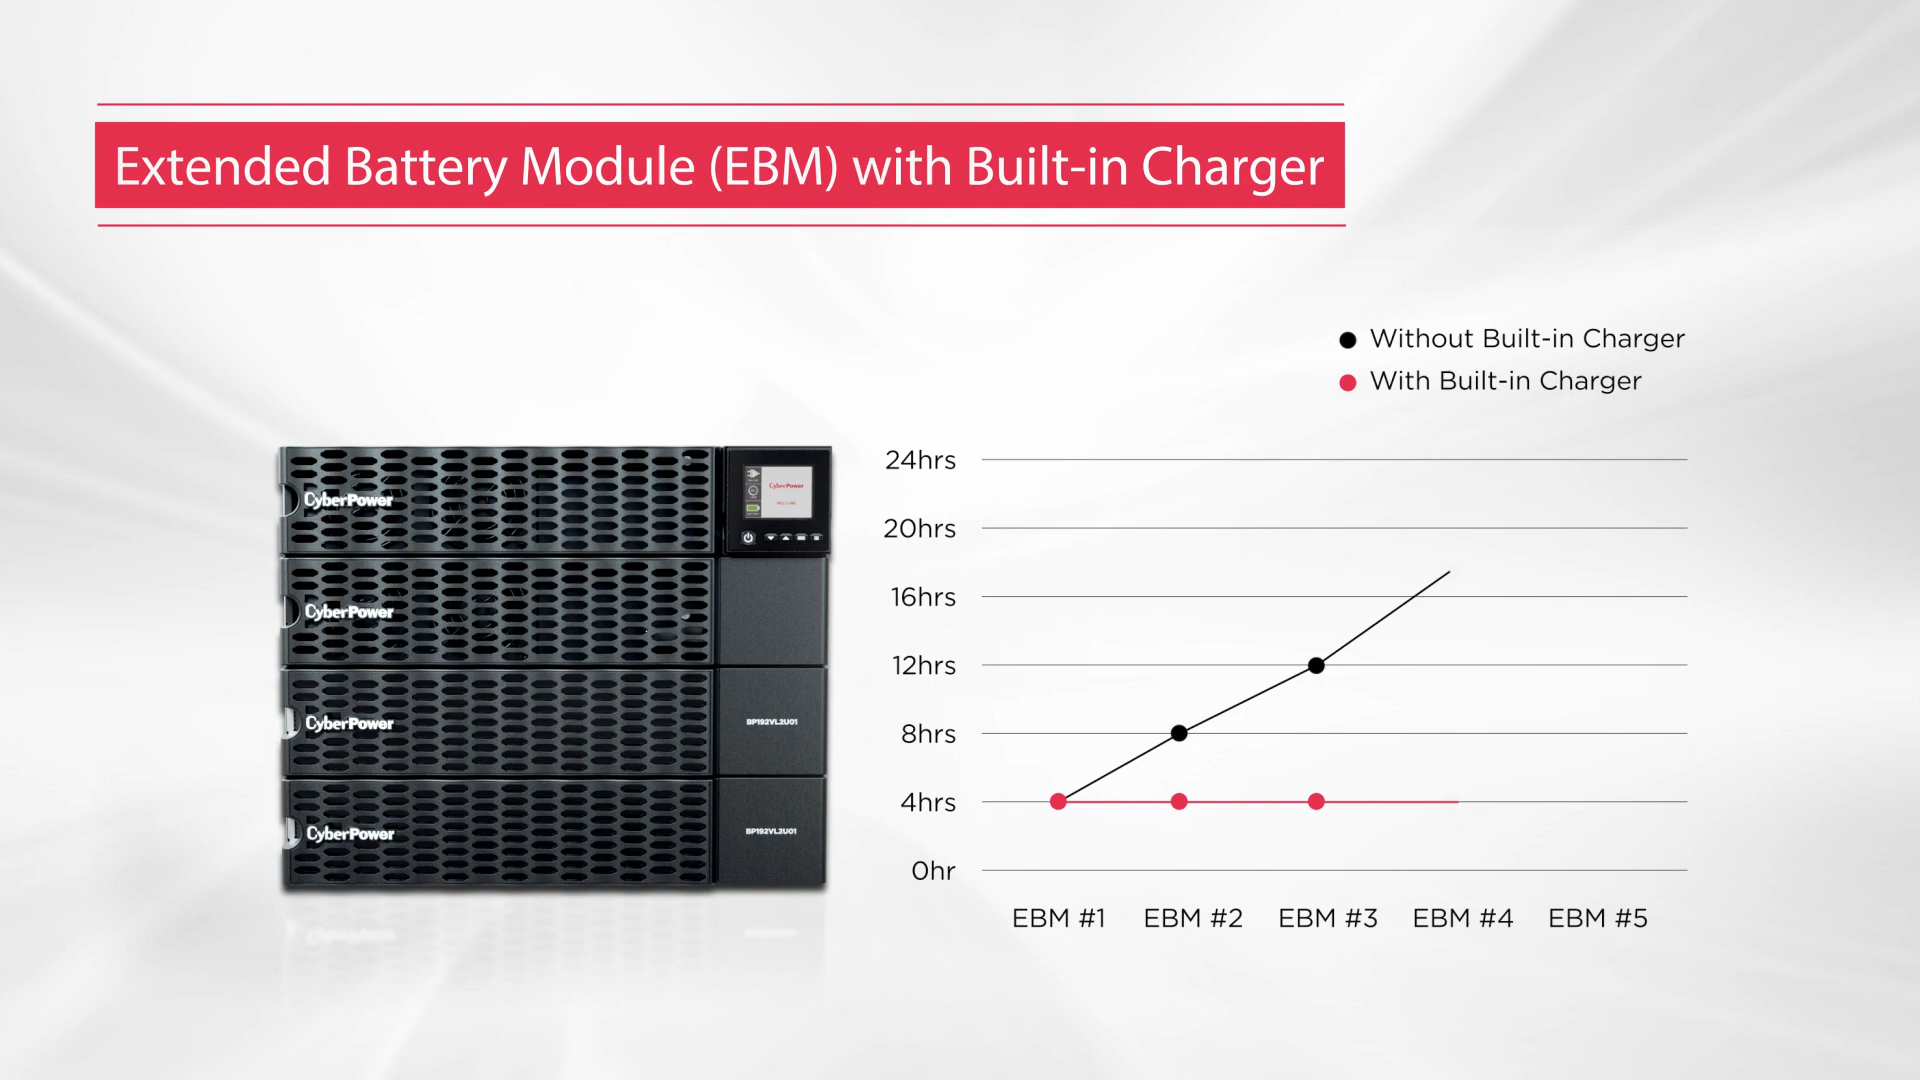 Extended Battery Module (EBM) with Built-in Charger
Without Built-in Charger
With Built-in Charger
CyberPower
CyberPower
WELCOME
CyberPower
CyberPower
BP192VL2U01
CyberPower
BP192VL2U01
24hrs
20hrs
16hrs
12hrs
8hrs
4hrs
0hr
EBM #1 EBM #2 EBM #3 EBM #4 EBM #5